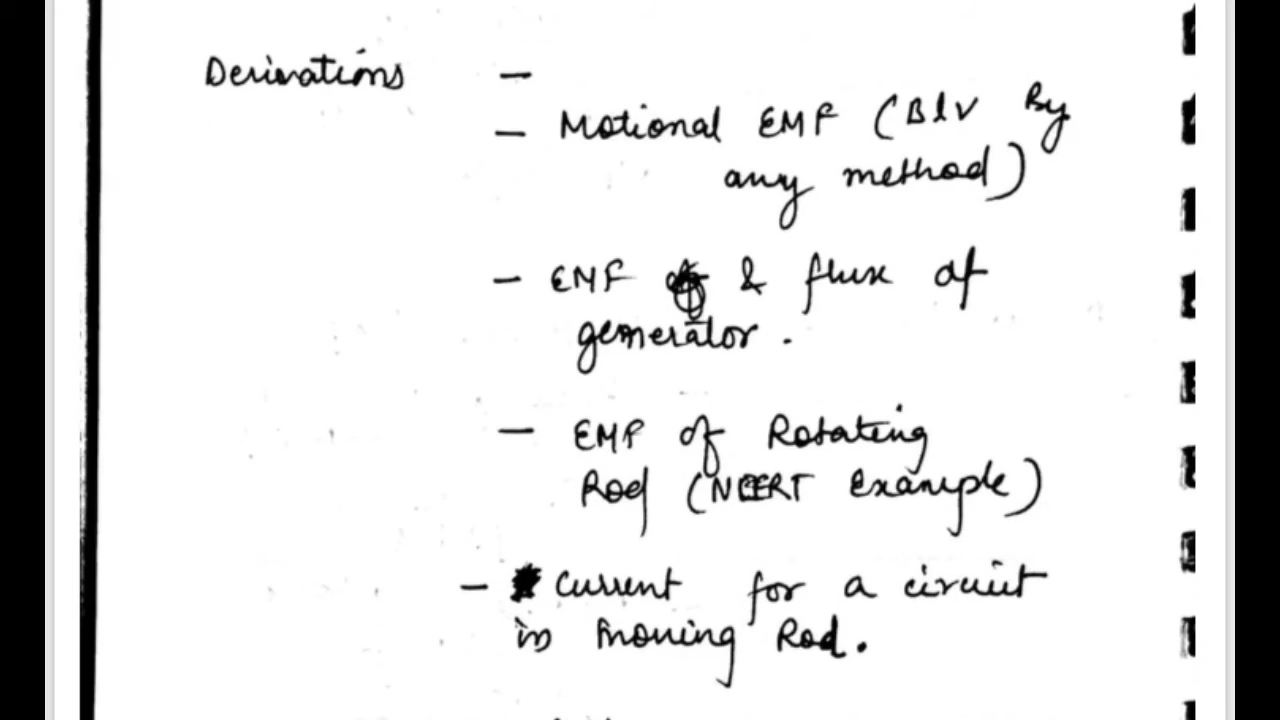 Derivations -
- Motional EMF (Blv By
any method)
- EMF & flux of
generator.
- EMF of Rotating
Rod (NCERT Example)
- Current for a circuit
in moving Rod.